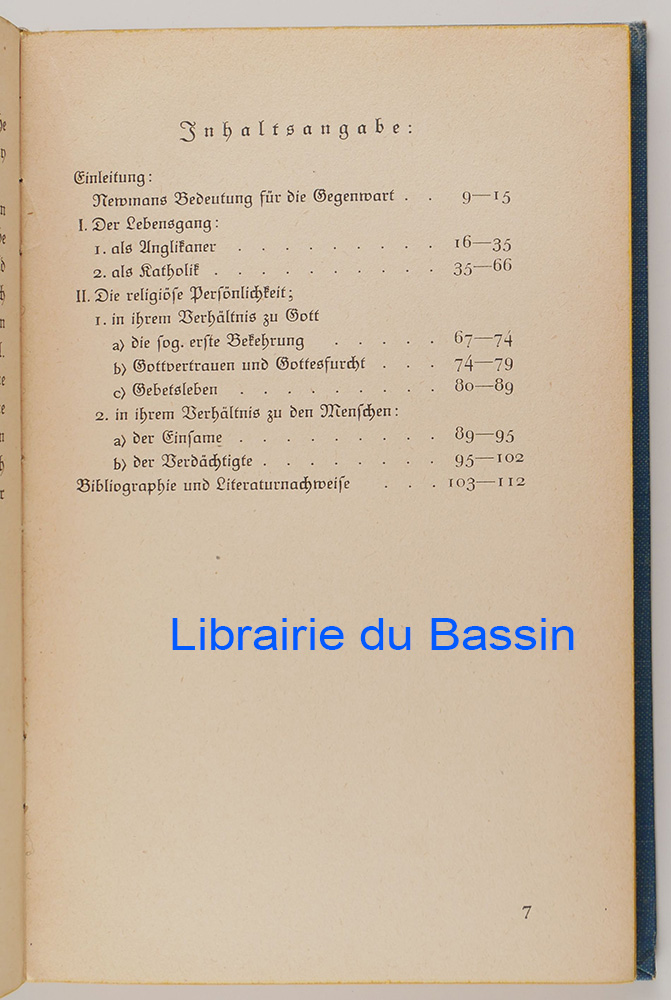 Inhaltsangabe:
Einleitung:
Newmans Bedeutung für die Gegenwart . . 9—15
I. Der Lebensgang:
1. als Anglikaner . . . . . . . . . 16—35
2. als Katholik . . . . . . . . . . 35—66
II. Die religiöse Persönlichkeit;
1. in ihrem Verhältnis zu Gott
a) die sog. erste Bekehrung . . . . . 67—74
b) Gottvertrauen und Gottesfurcht . . . 74—79
c) Gebetsleben . . . . . . . . . 80—89
2. in ihrem Verhältnis zu den Menschen:
a) der Einsame . . . . . . . . . 89—95
b) der Verdächtigte . . . . . . . . 95—102
Bibliographie und Literaturnachweise . . . 103—112
Librairie du Bassin
7